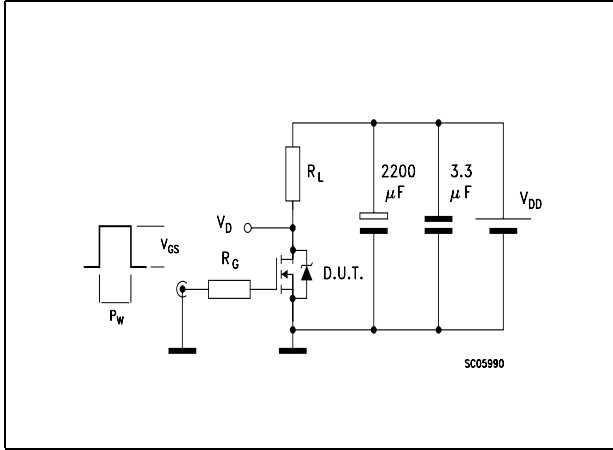 2200
μF
3.3
μF
R_L
V_DD
V_D
V_GS
R_G
D.U.T.
P_W
SC05990